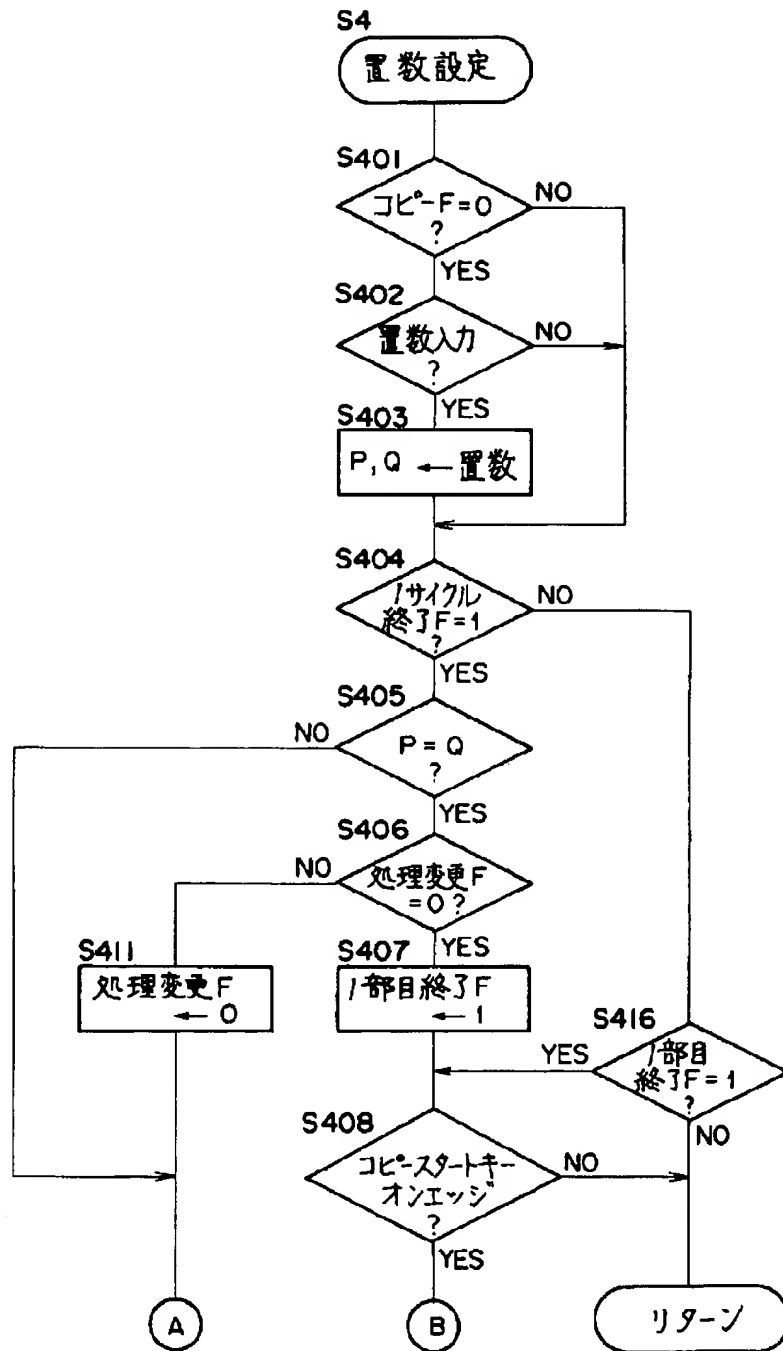 S4
置数設定
S401
コピーF=0
?
NO
YES
S402
置数入力
?
NO
YES
S403
P, Q ← 置数
S404
1サイクル
終了F=1
?
NO
YES
S405
NO
P = Q
?
YES
S406
NO
処理変更F
=0?
YES
S411
処理変更F
← 0
S407
1部目終了F
← 1
S416
YES
1部目
終了F=1
?
NO
S408
コピースタートキー
オンエッジ
?
NO
YES
A
B
リターン